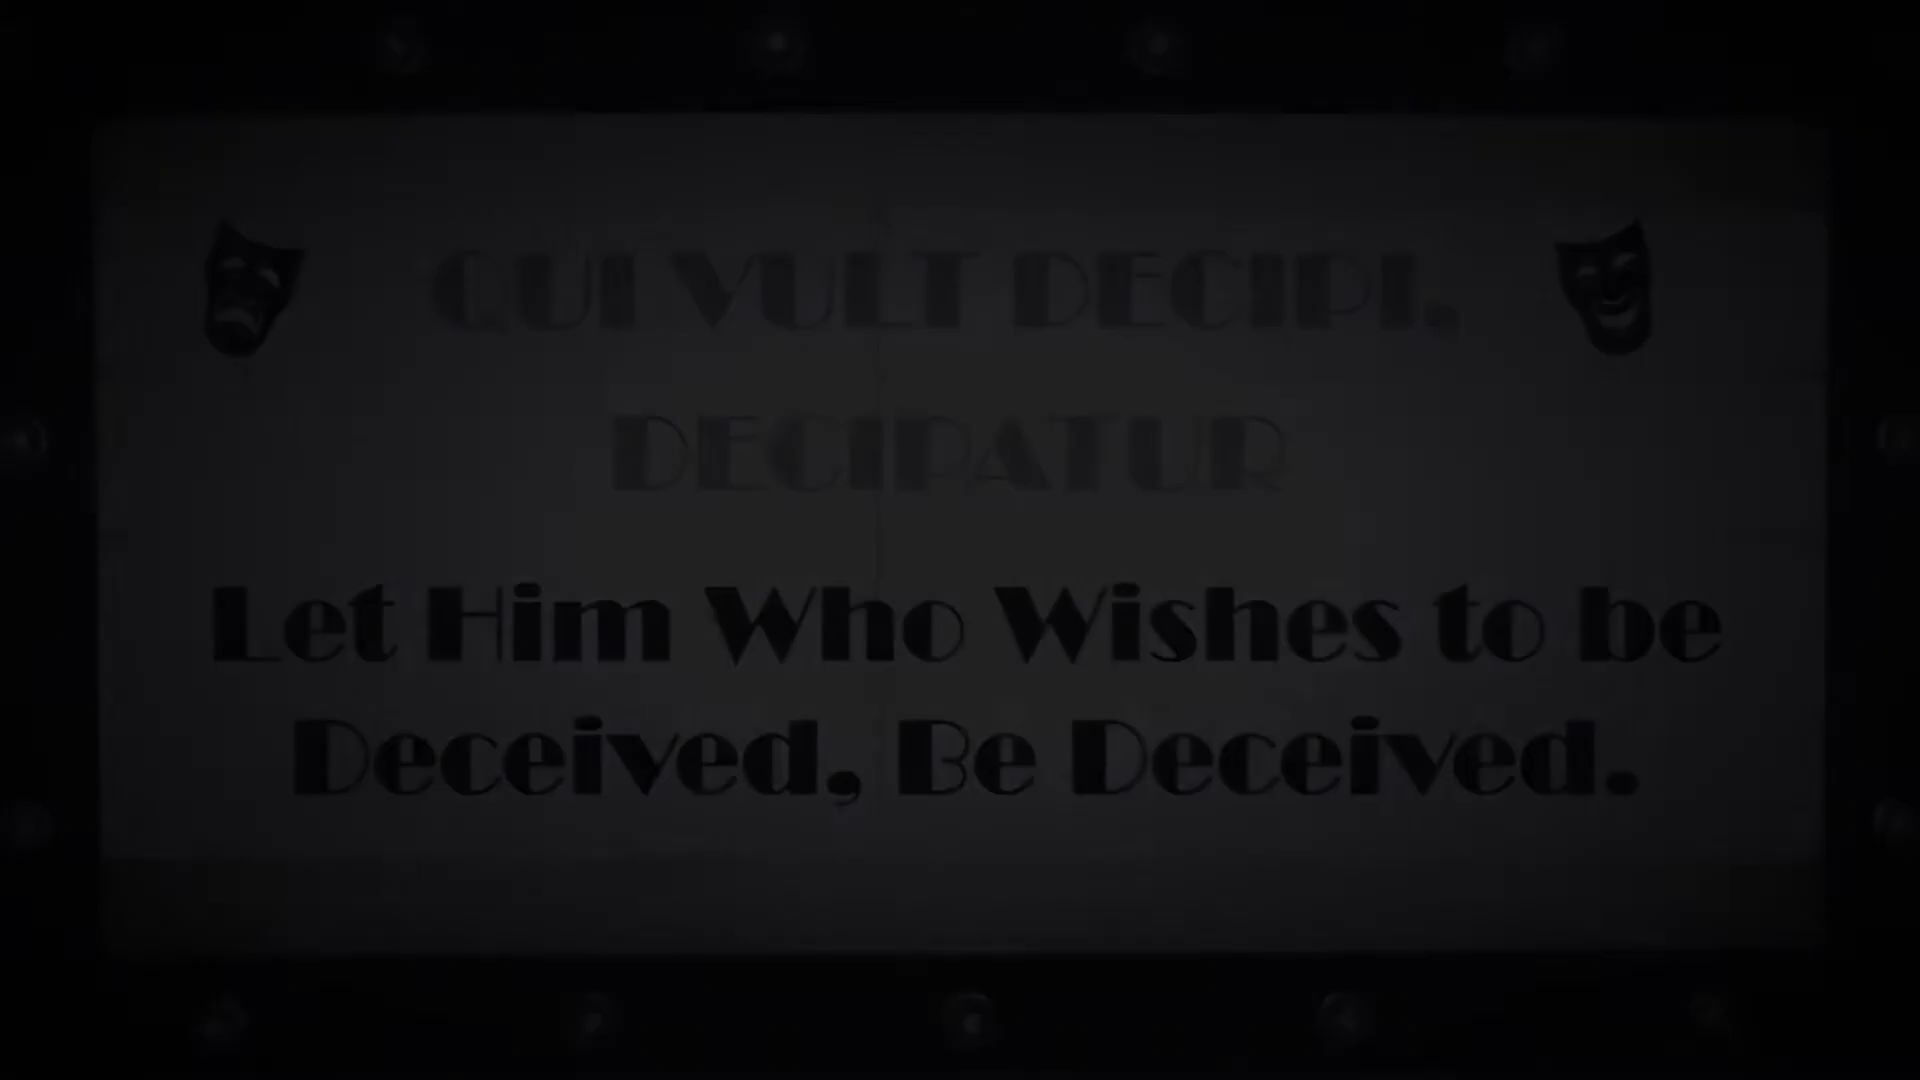 QUI VULT DECIPI,
DECIPATUR
Let Him Who Wishes to be
Deceived, Be Deceived.